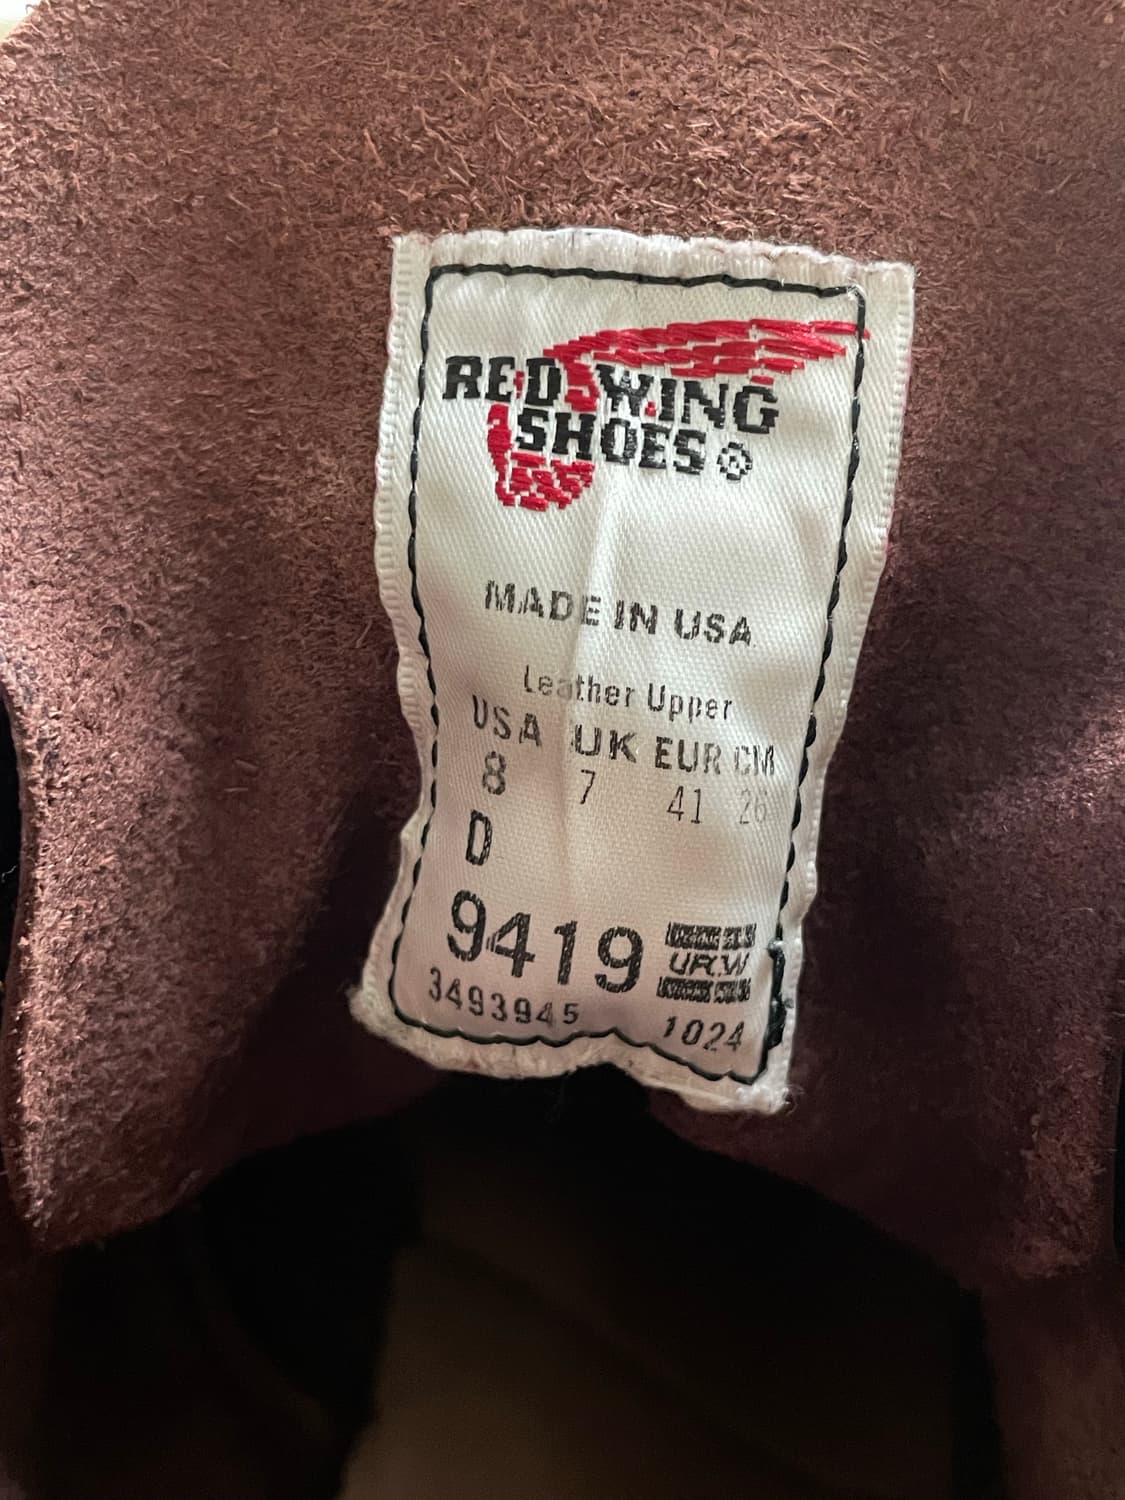 RED WING
SHOES
MADE IN USA
Leather Upper
USA UK EUR CM
8 7 41 26
D
9419
UFCW
3493945 1024